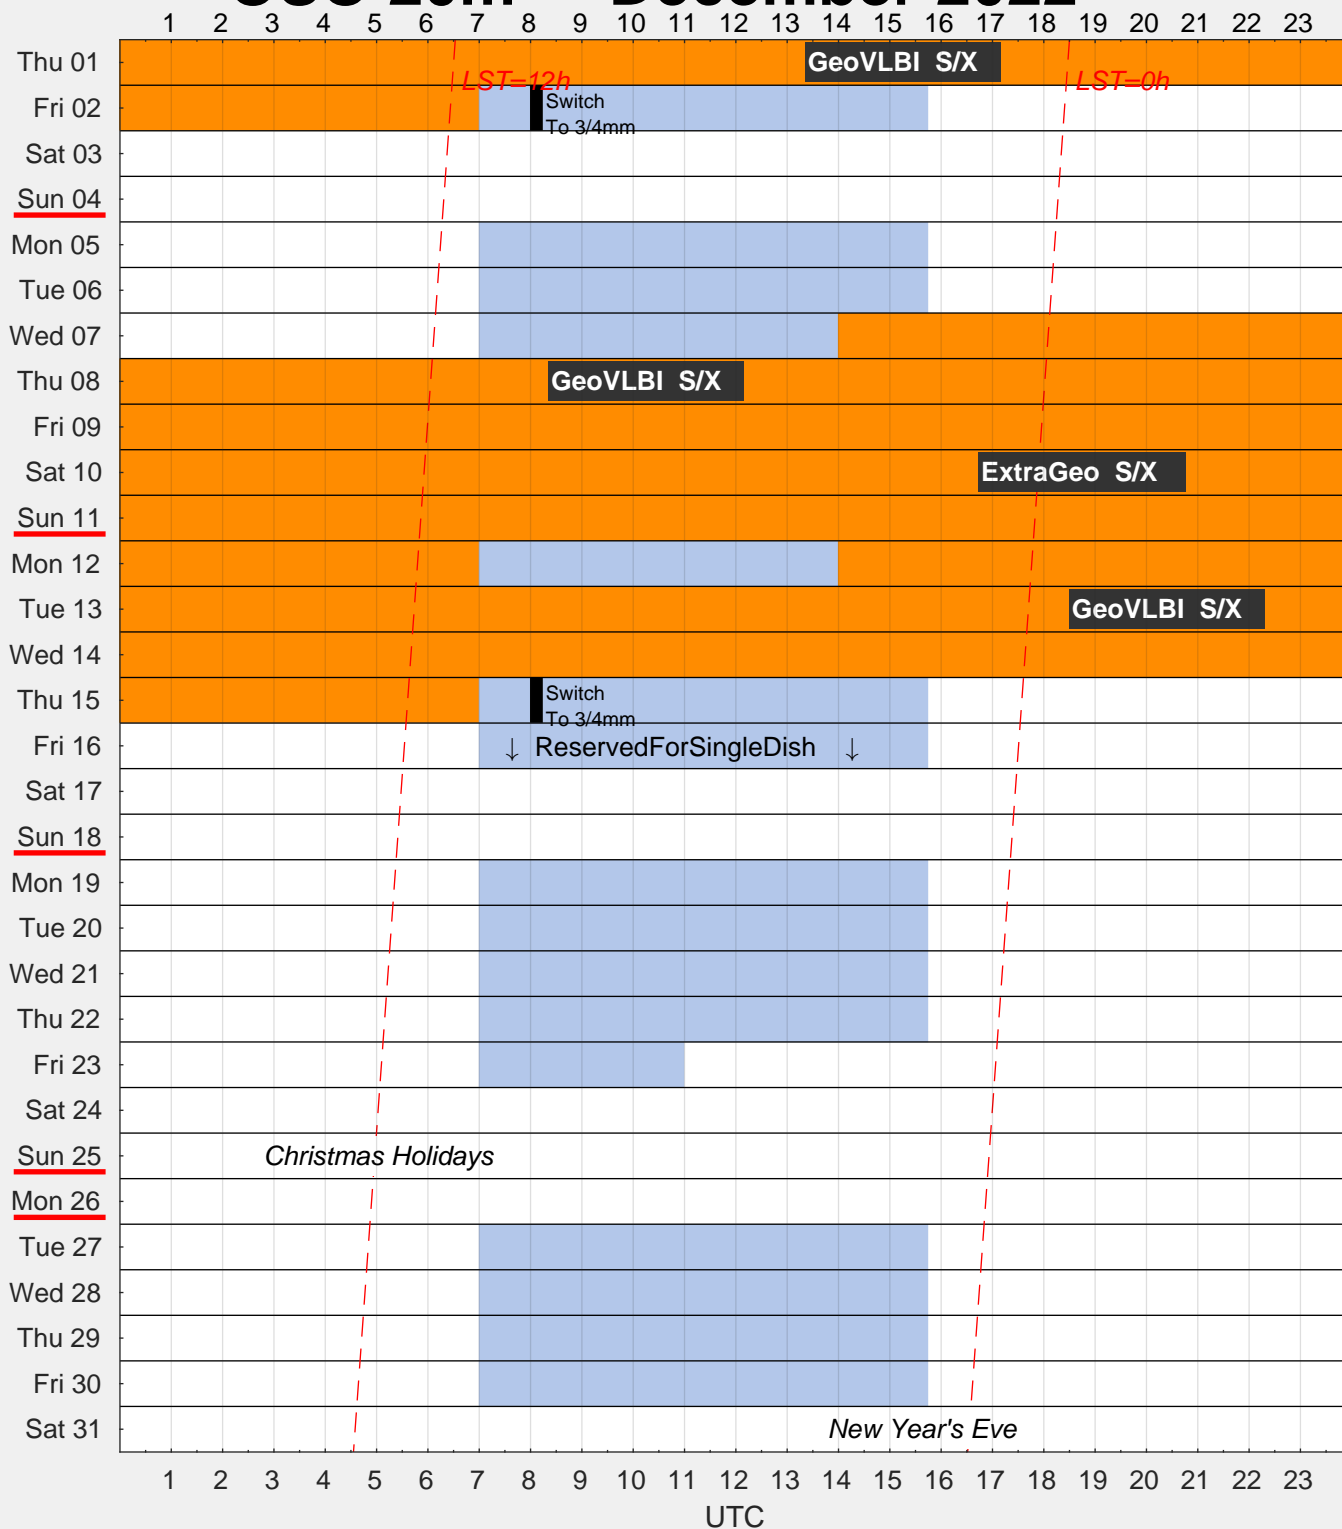 1 2 3 4 5 6 7 8 9 10 11 12 13 14 15 16 17 18 19 20 21 22 23
Thu 01 GeoVLBI S/X
LST=12h LST=0h
Fri 02 Switch
To 3/4mm
Sat 03
Sun 04
Mon 05
Tue 06
Wed 07
Thu 08 GeoVLBI S/X
Fri 09
Sat 10 ExtraGeo S/X
Sun 11
Mon 12
Tue 13 GeoVLBI S/X
Wed 14
Thu 15 Switch
To 3/4mm
Fri 16 ↓ ReservedForSingleDish ↓
Sat 17
Sun 18
Mon 19
Tue 20
Wed 21
Thu 22
Fri 23
Sat 24
Sun 25 Christmas Holidays
Mon 26
Tue 27
Wed 28
Thu 29
Fri 30
Sat 31 New Year's Eve
1 2 3 4 5 6 7 8 9 10 11 12 13 14 15 16 17 18 19 20 21 22 23
UTC